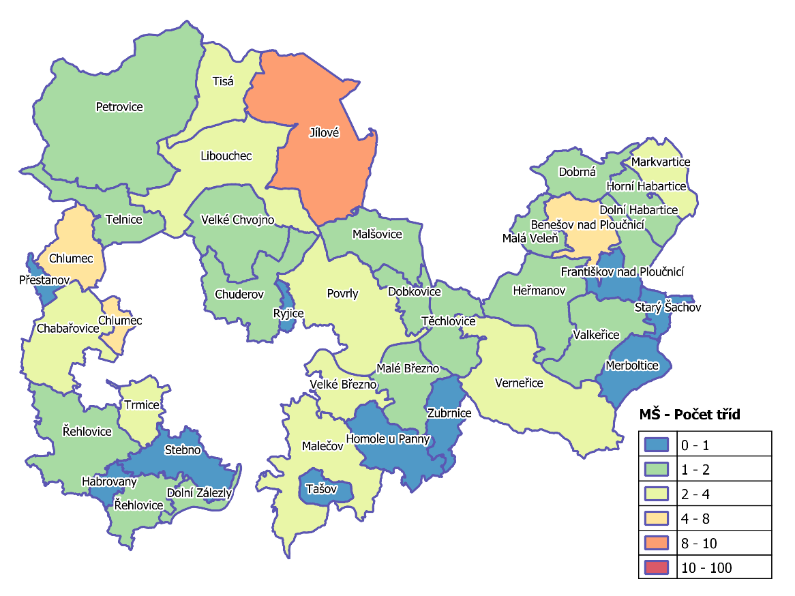 Tisá
Petrovice
Jílové
Libouchec
Markvartice
Dobrná
Horní Habartice
Dolní Habartice
Benešov nad Ploučnicí
Malá Veleň
Telnice
Velké Chvojno
Malšovice
Chlumec
Přestanov
Františkov nad Ploučnicí
Heřmanov
Dobkovice
Povrly
Chuderov
Ryjice
Starý Šachov
Chabařovice
Chlumec
Těchlovice
Valkeřice
Malé Březno
Merboltice
Velké Březno
Verneřice
Trmice
Zubrnice
Řehlovice
Homole u Panny
Malečov
Stebno
Habrovany
Dolní Zálezly
Tašov
Řehlovice
MŠ - Počet tříd
0 - 1
1 - 2
2 - 4
4 - 8
8 - 10
10 - 100